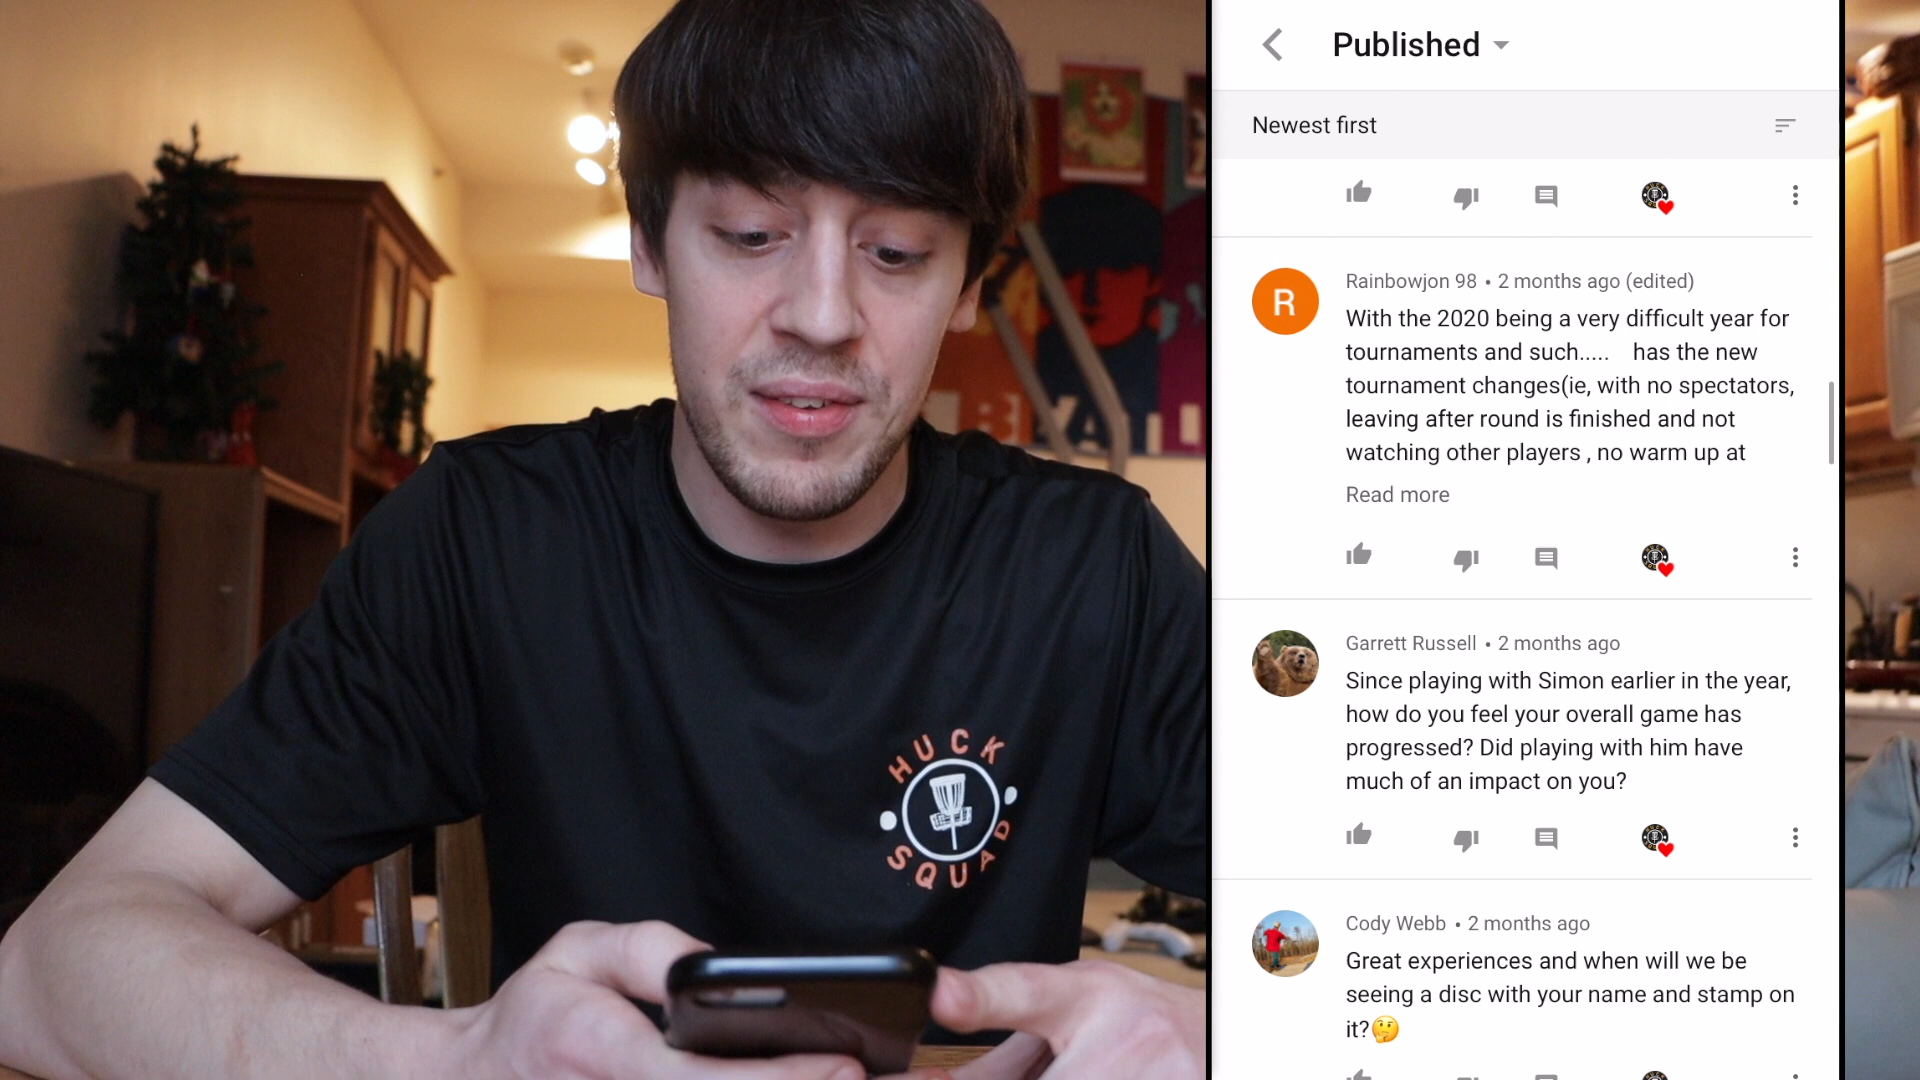 Published
Newest first
Rainbowjon 98 • 2 months ago (edited)
With the 2020 being a very difficult year for
tournaments and such..... has the new
tournament changes(ie, with no spectators,
leaving after round is finished and not
watching other players , no warm up at
Read more
Garrett Russell • 2 months ago
Since playing with Simon earlier in the year,
how do you feel your overall game has
progressed? Did playing with him have
much of an impact on you?
Cody Webb • 2 months ago
Great experiences and when will we be
seeing a disc with your name and stamp on
it?🤔
R
HUCK
SQUAD